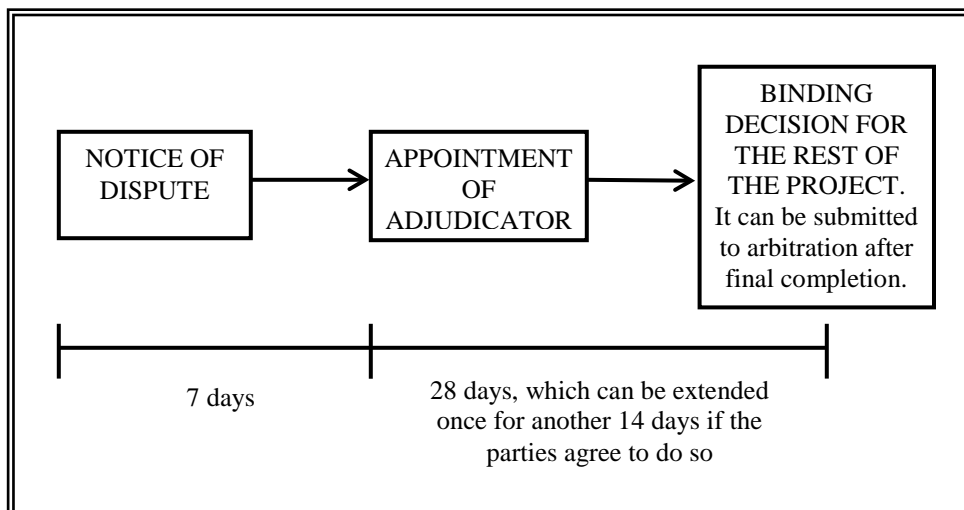 NOTICE OF
DISPUTE
APPOINTMENT
OF
ADJUDICATOR
BINDING
DECISION FOR
THE REST OF
THE PROJECT.
It can be submitted
to arbitration after
final completion.
7 days
28 days, which can be extended
once for another 14 days if the
parties agree to do so